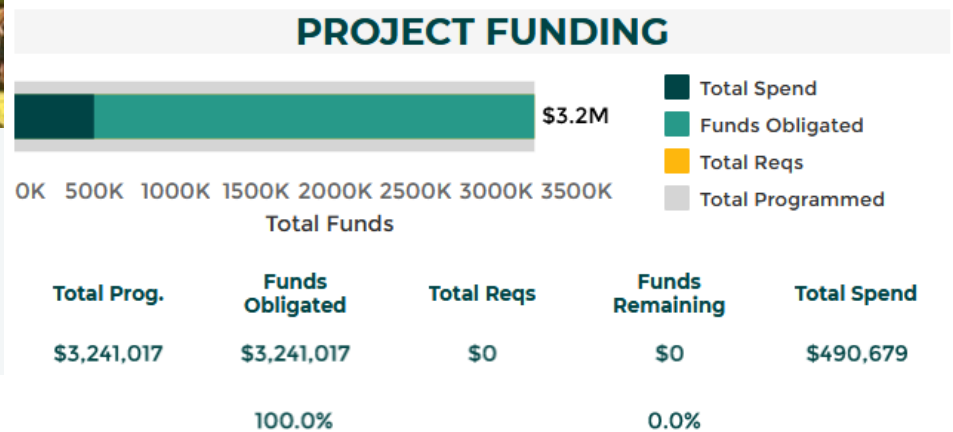 PROJECT FUNDING
$3.2M
Total Spend
Funds Obligated
Total Reqs
Total Programmed
0K 500K 1000K 1500K 2000K 2500K 3000K 3500K
Total Funds
Total Prog.
Funds
Obligated
Total Reqs
Funds
Remaining
Total Spend
$3,241,017 $3,241,017 $0 $0 $490,679
100.0% 0.0%